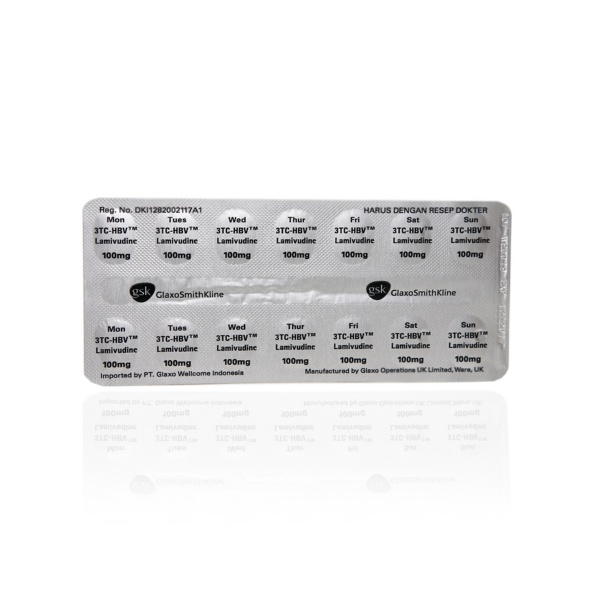 Reg. No. DKI1282002117A1 HARUS DENGAN RESEP DOKTER
Mon Tues Wed Thur Fri Sat Sun
3TC-HBV™ 3TC-HBV™ 3TC-HBV™ 3TC-HBV™ 3TC-HBV™ 3TC-HBV™ 3TC-HBV™
Lamivudine Lamivudine Lamivudine Lamivudine Lamivudine Lamivudine Lamivudine
100mg 100mg 100mg 100mg 100mg 100mg 100mg
gsk GlaxoSmithKline gsk GlaxoSmithKline
Mon Tues Wed Thur Fri Sat Sun
3TC-HBV™ 3TC-HBV™ 3TC-HBV™ 3TC-HBV™ 3TC-HBV™ 3TC-HBV™ 3TC-HBV™
Lamivudine Lamivudine Lamivudine Lamivudine Lamivudine Lamivudine Lamivudine
100mg 100mg 100mg 100mg 100mg 100mg 100mg
Imported by PT. Glaxo Wellcome Indonesia Manufactured by Glaxo Operations UK Limited, Ware, UK